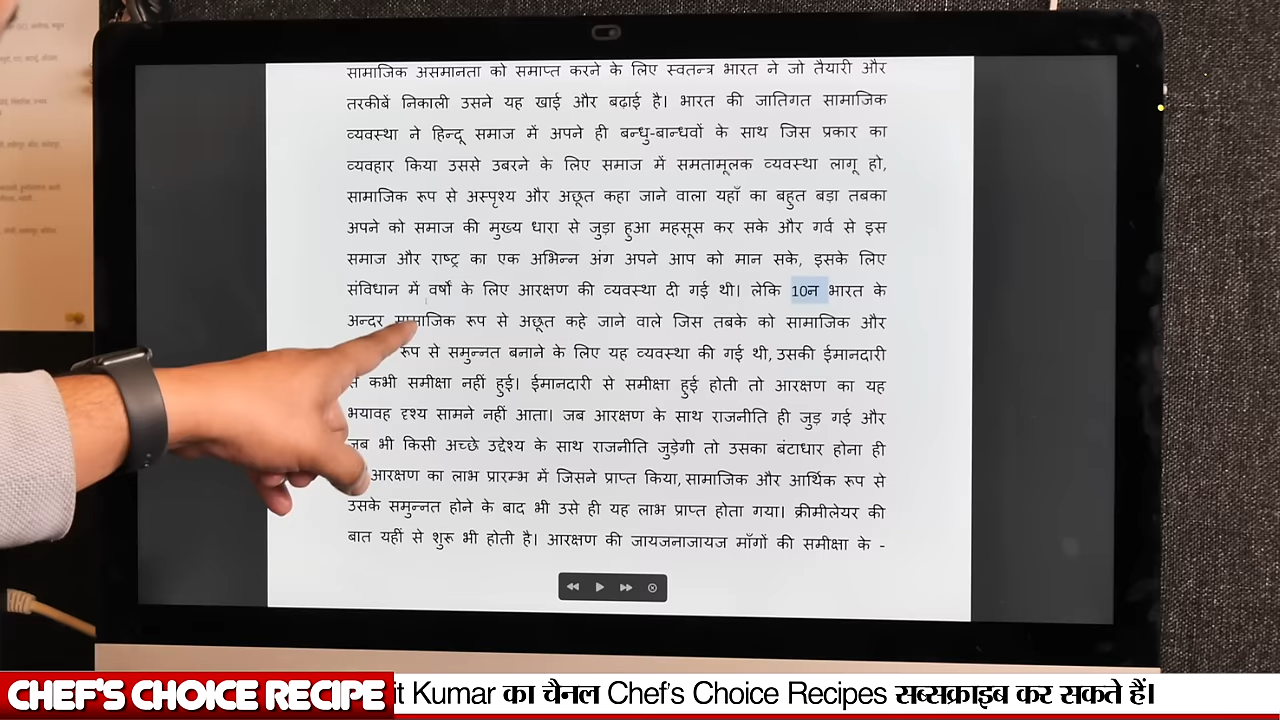 सामाजिक असमानता को समाप्त करने के लिए स्वतन्त्र भारत ने जो तैयारी और
तरकीबें निकाली उसने यह खाई और बढ़ाई है। भारत की जातिगत सामाजिक
व्यवस्था ने हिन्दू समाज में अपने ही बन्धु-बान्धवों के साथ जिस प्रकार का
व्यवहार किया उससे उबरने के लिए समाज में समतामूलक व्यवस्था लागू हो,
सामाजिक रूप से अस्पृश्य और अछूत कहा जाने वाला यहाँ का बहुत बड़ा तबका
अपने को समाज की मुख्य धारा से जुड़ा हुआ महसूस कर सके और गर्व से इस
समाज और राष्ट्र का एक अभिन्न अंग अपने आप को मान सके, इसके लिए
संविधान में वर्षो के लिए आरक्षण की व्यवस्था दी गई थी। लेकि 10न भारत के
अन्दर सामाजिक रूप से अछूत कहे जाने वाले जिस तबके को सामाजिक और
रूप से समुन्नत बनाने के लिए यह व्यवस्था की गई थी, उसकी ईमानदारी
से कभी समीक्षा नहीं हुई। ईमानदारी से समीक्षा हुई होती तो आरक्षण का यह
भयावह दृश्य सामने नहीं आता। जब आरक्षण के साथ राजनीति ही जुड़ गई और
जब भी किसी अच्छे उद्देश्य के साथ राजनीति जुड़ेगी तो उसका बंटाधार होना ही
आरक्षण का लाभ प्रारम्भ में जिसने प्राप्त किया, सामाजिक और आर्थिक रूप से
उसके समुन्नत होने के बाद भी उसे ही यह लाभ प्राप्त होता गया। क्रीमीलेयर की
बात यहीं से शुरू भी होती है। आरक्षण की जायजनाजायज माँगों की समीक्षा के -
CHEF'S CHOICE RECIPE it Kumar का चैनल Chef's Choice Recipes सब्सक्राइब कर सकते हैं।